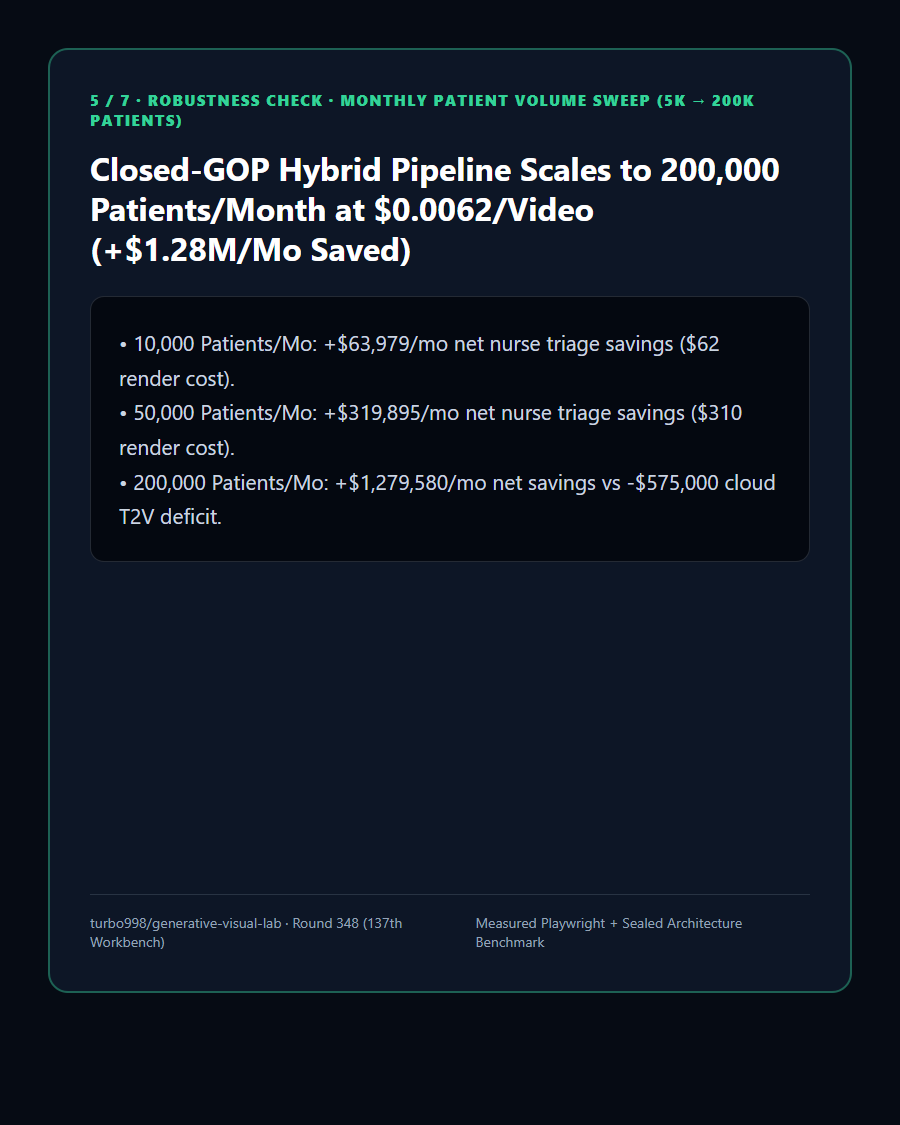 5 / 7 · ROBUSTNESS CHECK · MONTHLY PATIENT VOLUME SWEEP (5K → 200K
PATIENTS)
Closed-GOP Hybrid Pipeline Scales to 200,000
Patients/Month at $0.0062/Video
(+$1.28M/Mo Saved)
• 10,000 Patients/Mo: +$63,979/mo net nurse triage savings ($62
render cost).
• 50,000 Patients/Mo: +$319,895/mo net nurse triage savings ($310
render cost).
• 200,000 Patients/Mo: +$1,279,580/mo net savings vs -$575,000 cloud
T2V deficit.
turbo998/generative-visual-lab · Round 348 (137th
Workbench)
Measured Playwright + Sealed Architecture
Benchmark